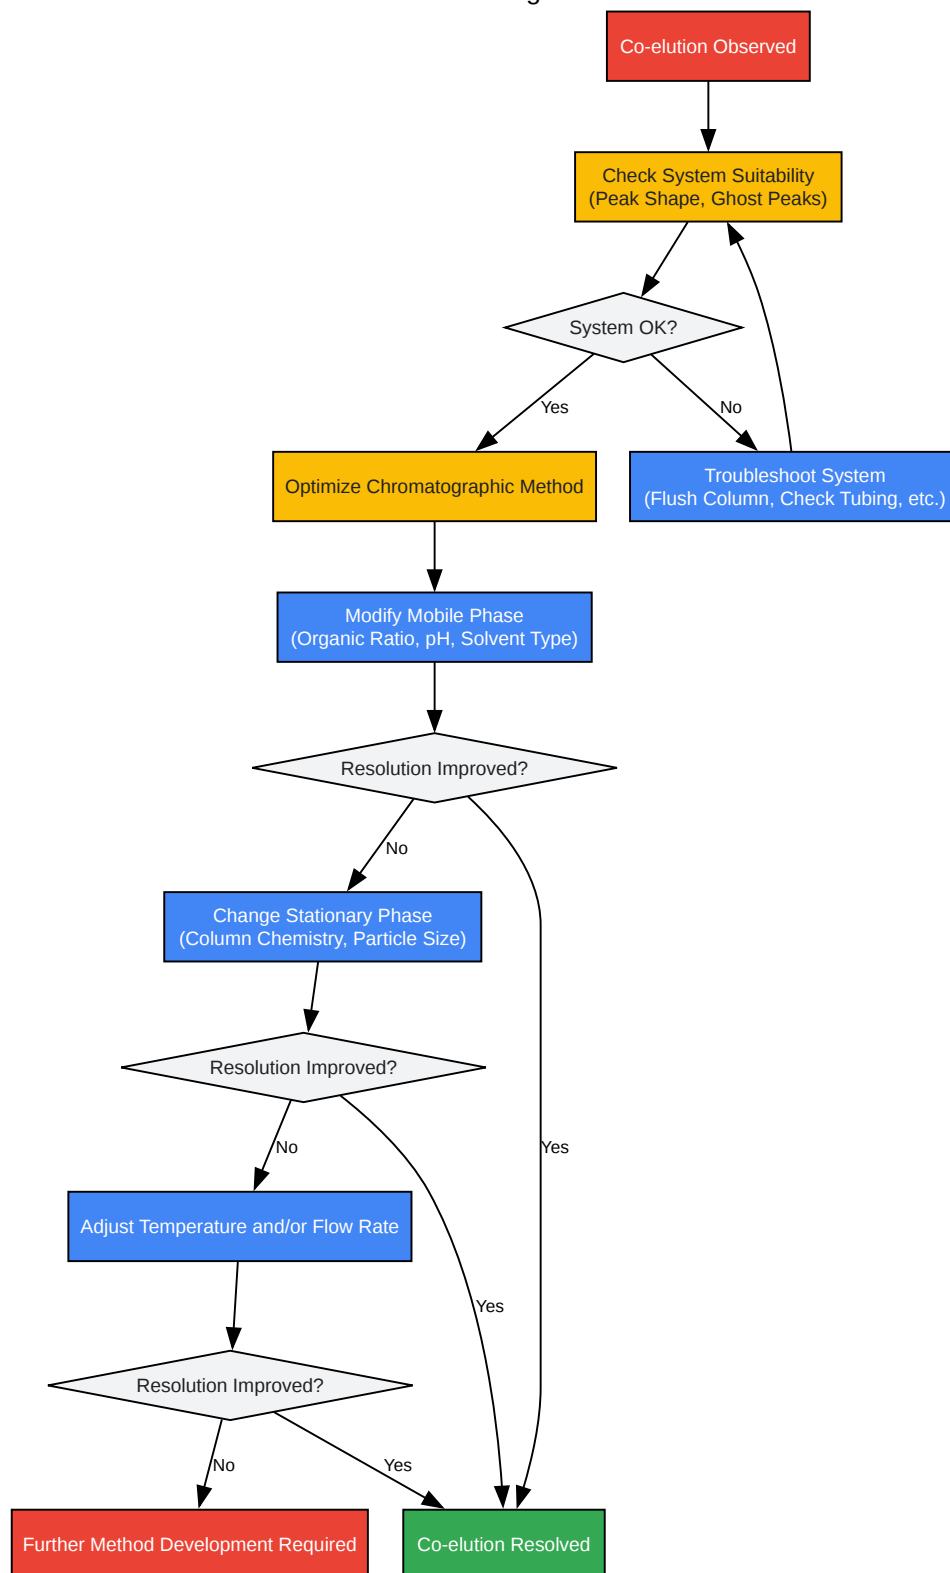 Co-elution Observed
Check System Suitability
(Peak Shape, Ghost Peaks)
System OK?
Yes
No
Optimize Chromatographic Method
Troubleshoot System
(Flush Column, Check Tubing, etc.)
Modify Mobile Phase
(Organic Ratio, pH, Solvent Type)
Resolution Improved?
No
Change Stationary Phase
(Column Chemistry, Particle Size)
Resolution Improved?
No
Yes
Adjust Temperature and/or Flow Rate
Yes
Resolution Improved?
No
Yes
Further Method Development Required
Co-elution Resolved